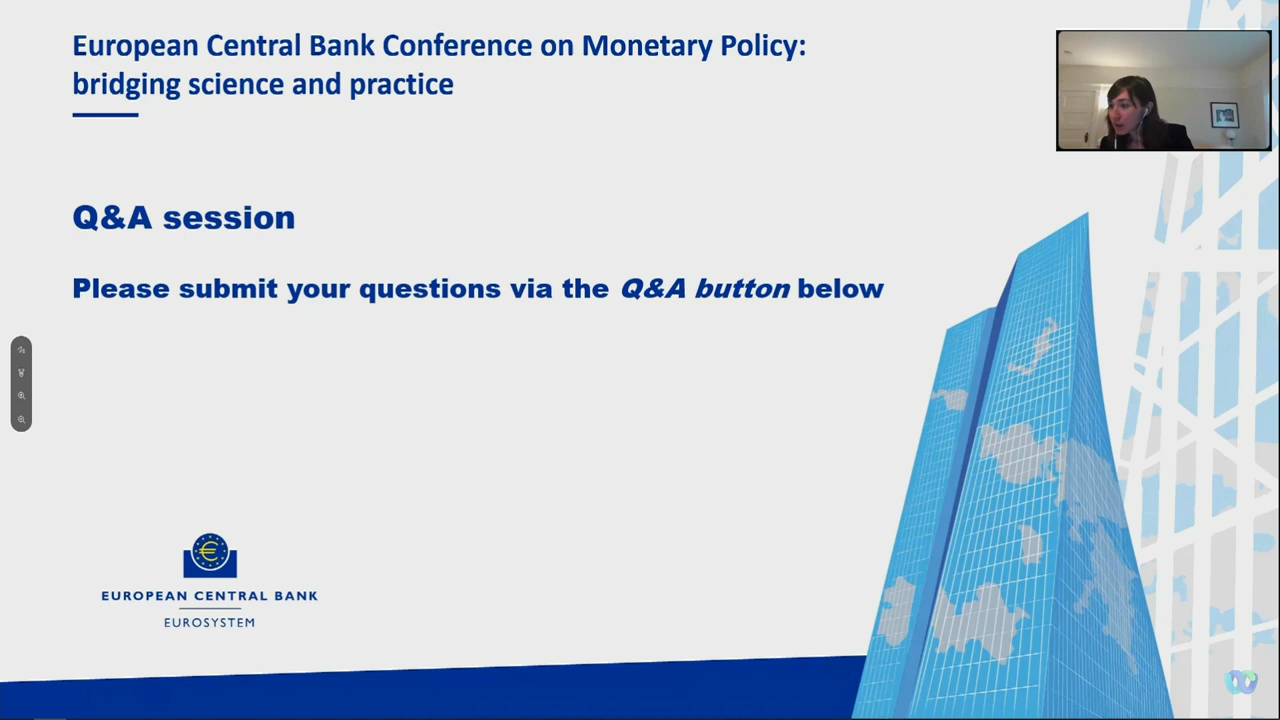 European Central Bank Conference on Monetary Policy:
bridging science and practice
Q&A session
Please submit your questions via the Q&A button below
EUROPEAN CENTRAL BANK
EUROSYSTEM